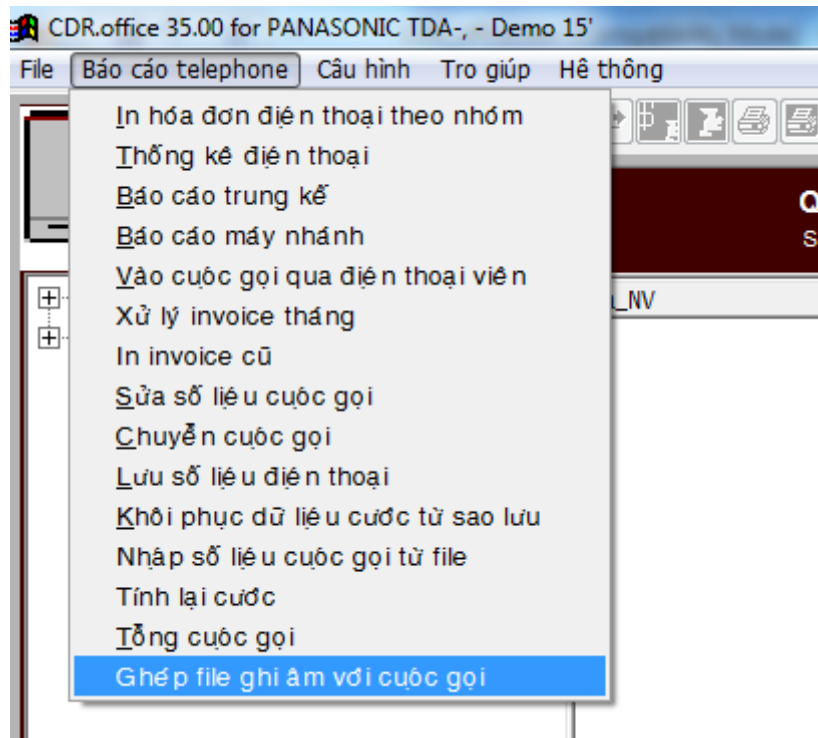 CDR.office 35.00 for PANASONIC TDA-, - Demo 15'
File Báo cáo telephone Câu hình Tro giúp Hê thông
In hóa đơn điện thoại theo nhóm
Thống kê điện thoại
Báo cáo trung kế
Báo cáo máy nhánh
Vào cuộc gọi qua điện thoại viên
Xử lý invoice tháng
In invoice cũ
Sửa số liệu cuộc gọi
Chuyển cuộc gọi
Lưu số liệu điện thoại
Khôi phục dữ liệu cước từ sao lưu
Nhập số liệu cuộc gọi từ file
Tính lại cước
Tổng cuộc gọi
Ghép file ghi âm với cuộc gọi
_NV